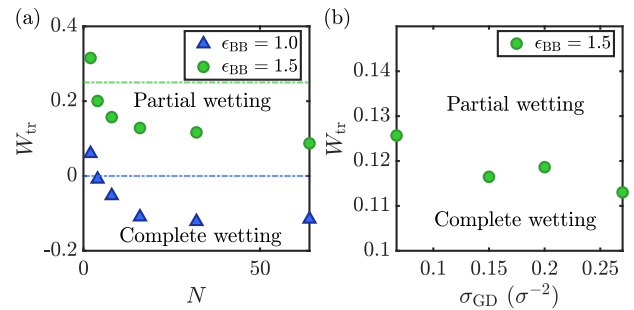 (a)
ϵ_BB = 1.0
ϵ_BB = 1.5
Partial wetting
Complete wetting
0.4
0.2
0
-0.2
W_tr
0
50
N
(b)
ϵ_BB = 1.5
Partial wetting
Complete wetting
0.14
0.13
0.12
0.11
0.1
W_tr
0.1
0.15
0.2
0.25
σ_GD (σ⁻²)